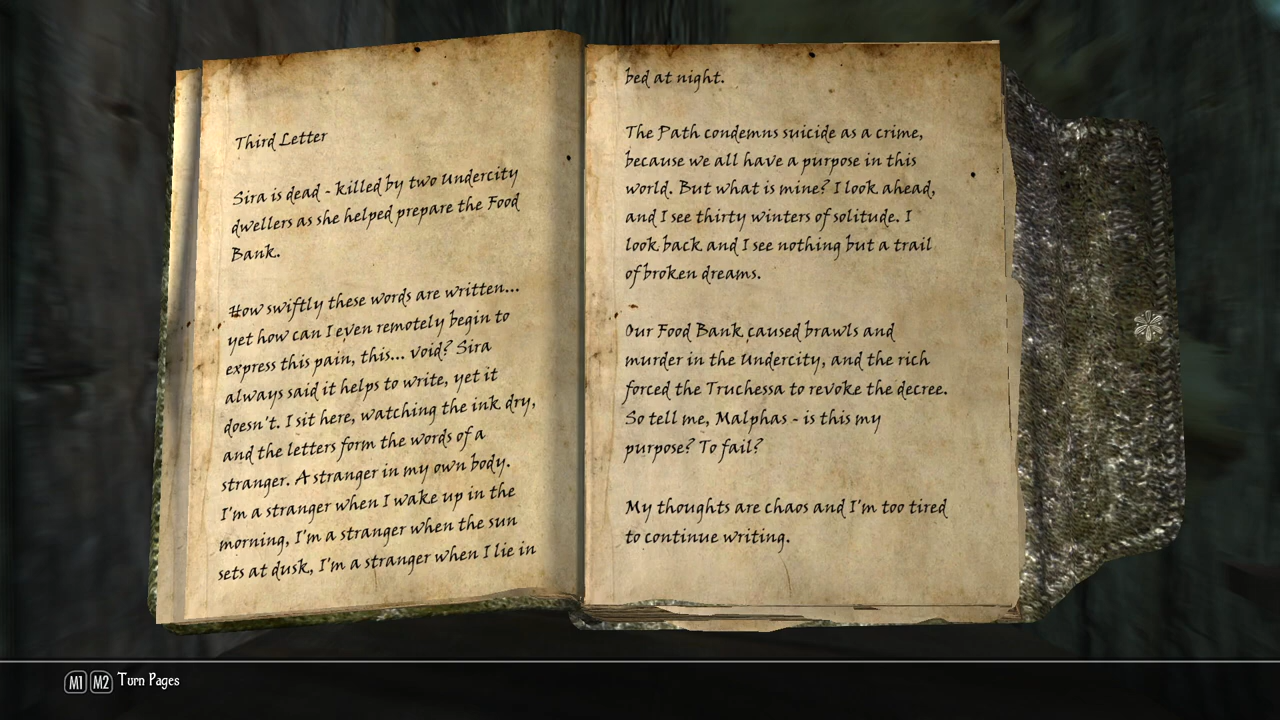 Third Letter
Sira is dead - killed by two Undercity
dwellers as she helped prepare the Food
Bank.
How swiftly these words are written...
yet how can I even remotely begin to
express this pain, this... void? Sira
always said it helps to write, yet it
doesn't. I sit here, watching the ink dry,
and the letters form the words of a
stranger. A stranger in my own body.
I'm a stranger when I wake up in the
morning, I'm a stranger when the sun
sets at dusk, I'm a stranger when I lie in
bed at night.
The Path condemns suicide as a crime,
because we all have a purpose in this
world. But what is mine? I look ahead,
and I see thirty winters of solitude. I
look back and I see nothing but a trail
of broken dreams.
Our Food Bank caused brawls and
murder in the Undercity, and the rich
forced the Truchessa to revoke the decree.
So tell me, Malphas - is this my
purpose? To fail?
My thoughts are chaos and I'm too tired
to continue writing.
M1 M2 Turn Pages